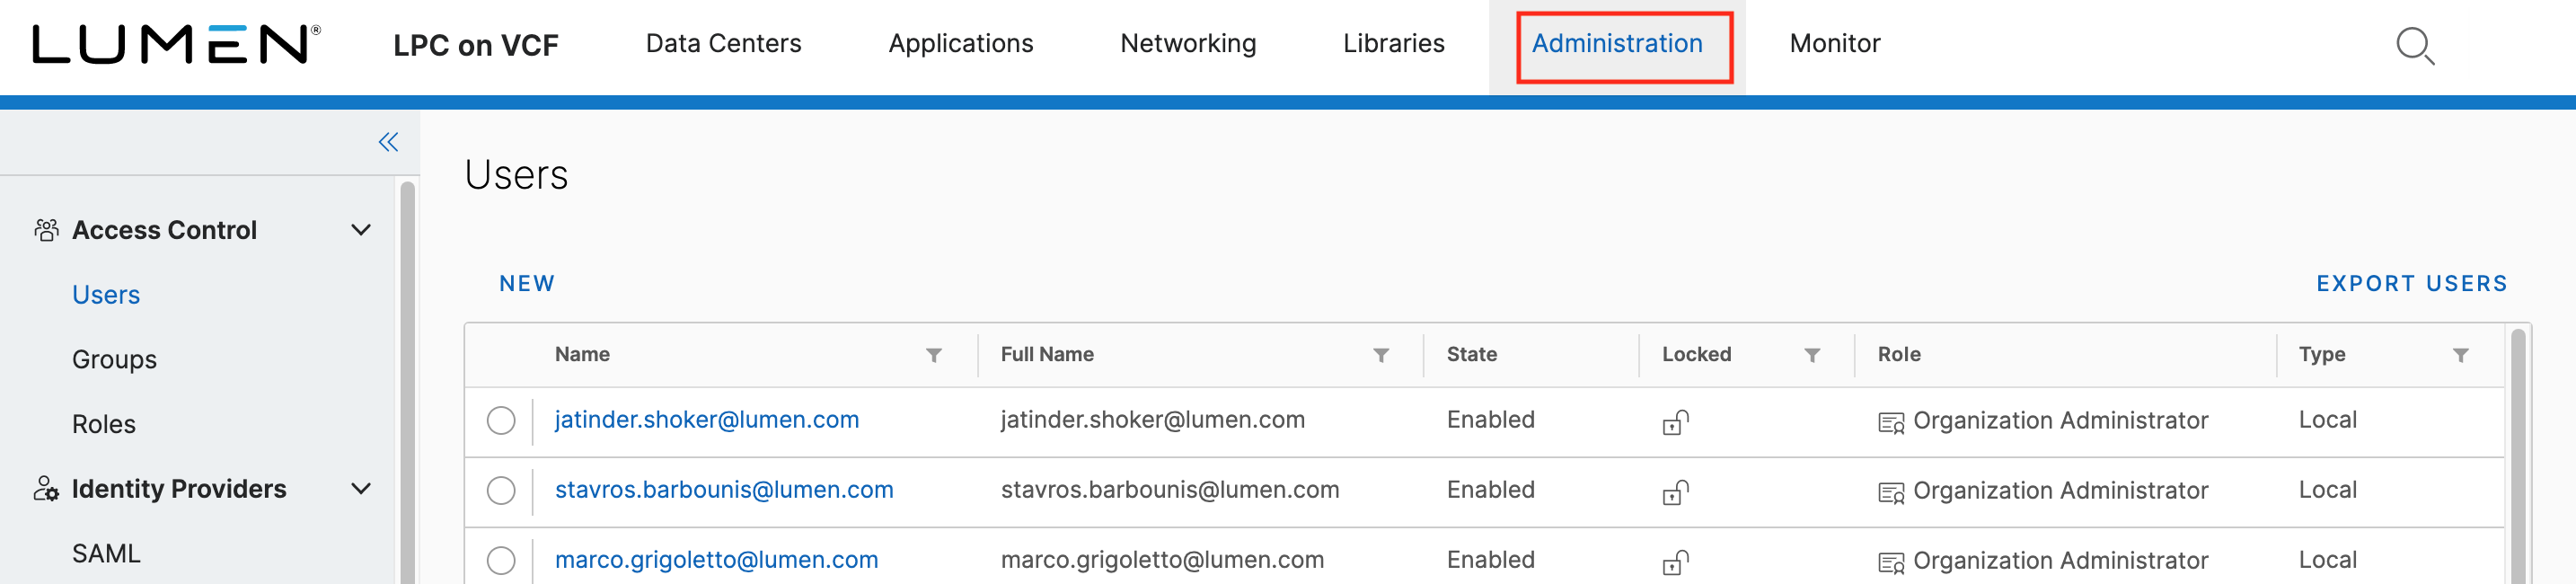 LUMEN® LPC on VCF Data Centers Applications Networking Libraries Administration Monitor
Users
Access Control
NEW EXPORT USERS
Users
Name Full Name State Locked Role Type
Groups
jatinder.shoker@lumen.com jatinder.shoker@lumen.com Enabled Organization Administrator Local
Roles
Identity Providers
stavros.barbounis@lumen.com stavros.barbounis@lumen.com Enabled Organization Administrator Local
SAML
marco.grigoletto@lumen.com marco.grigoletto@lumen.com Enabled Organization Administrator Local